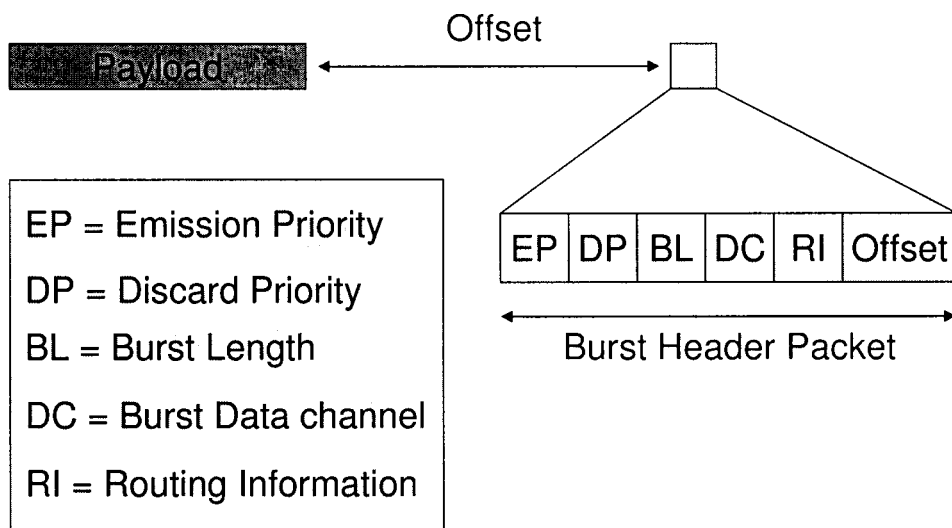 Offset
Payload
EP DP BL DC RI Offset
Burst Header Packet
EP = Emission Priority
DP = Discard Priority
BL = Burst Length
DC = Burst Data channel
RI = Routing Information